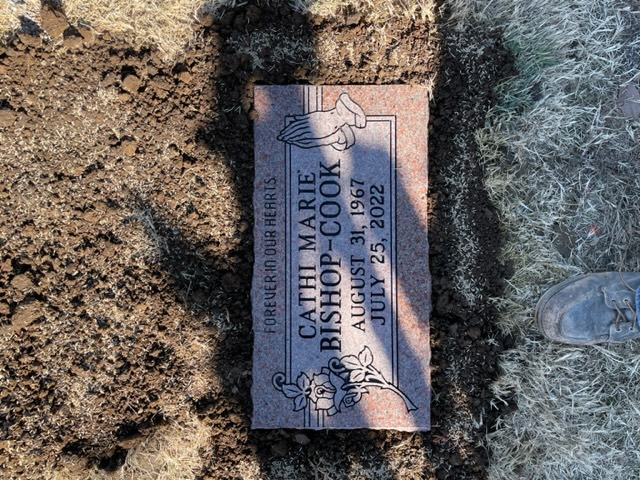 FOREVER IN OUR HEARTS
CATHI MARIE
BISHOP-COOK
AUGUST 31, 1967
JULY 25, 2022